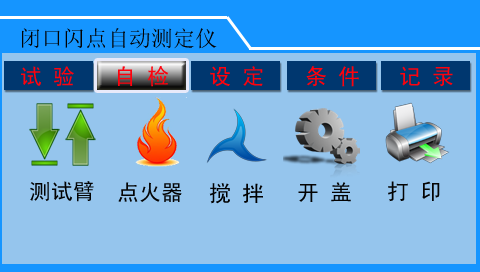 闭口闪点自动测定仪
试 验 自 检 设 定 条 件 记 录
测试臂 点火器 搅 拌 开 盖 打 印